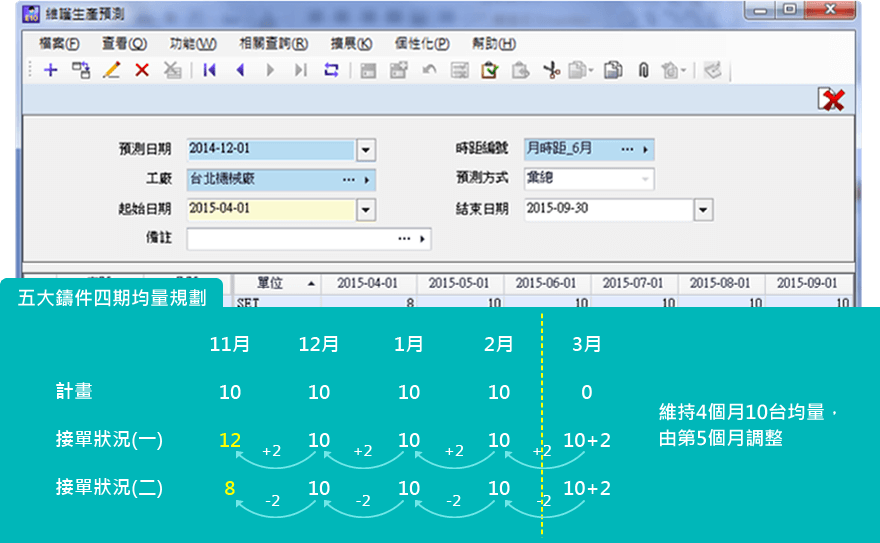 E10 維護生產預測
檔案(F) 查看(Q) 功能(W) 相關查詢(R) 擴展(K) 個性化(P) 幫助(H)
預測日期 2014-12-01 時距編號 月時距_6月
工廠 台北機械廠 預測方式 彙總
起始日期 2015-04-01 結束日期 2015-09-30
備註
單位 2015-04-01 2015-05-01 2015-06-01 2015-07-01 2015-08-01 2015-09-01
SET 8 10 10 10 10 10
五大鑄件四期均量規劃
11月 12月 1月 2月 3月
計畫 10 10 10 10 0
接單狀況(一) 12 10 10 10 10+2
+2 +2 +2 +2
接單狀況(二) 8 10 10 10 10+2
-2 -2 -2 -2
維持4個月10台均量，
由第5個月調整